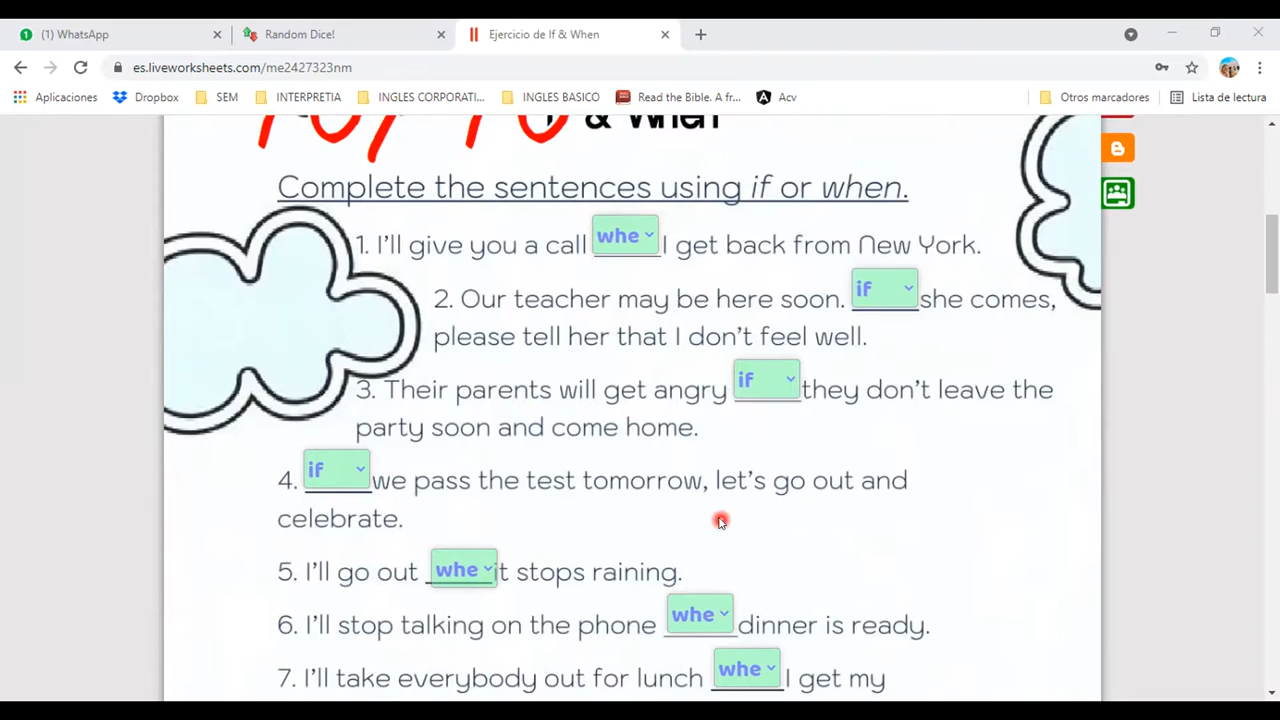 1 (1) WhatsApp × Random Dice! × Ejercicio de If & When × +
es.liveworksheets.com/me2427323nm
Aplicaciones Dropbox SEM INTERPRETIA INGLES CORPORATI... INGLES BASICO Read the Bible. A fr... Acv Otros marcadores Lista de lectura
10/10 & When
Complete the sentences using if or when.
1. I'll give you a call whe I get back from New York.
2. Our teacher may be here soon. if she comes,
please tell her that I don't feel well.
3. Their parents will get angry if they don't leave the
party soon and come home.
4. if we pass the test tomorrow, let's go out and
celebrate.
5. I'll go out whe it stops raining.
6. I'll stop talking on the phone whe dinner is ready.
7. I'll take everybody out for lunch whe I get my